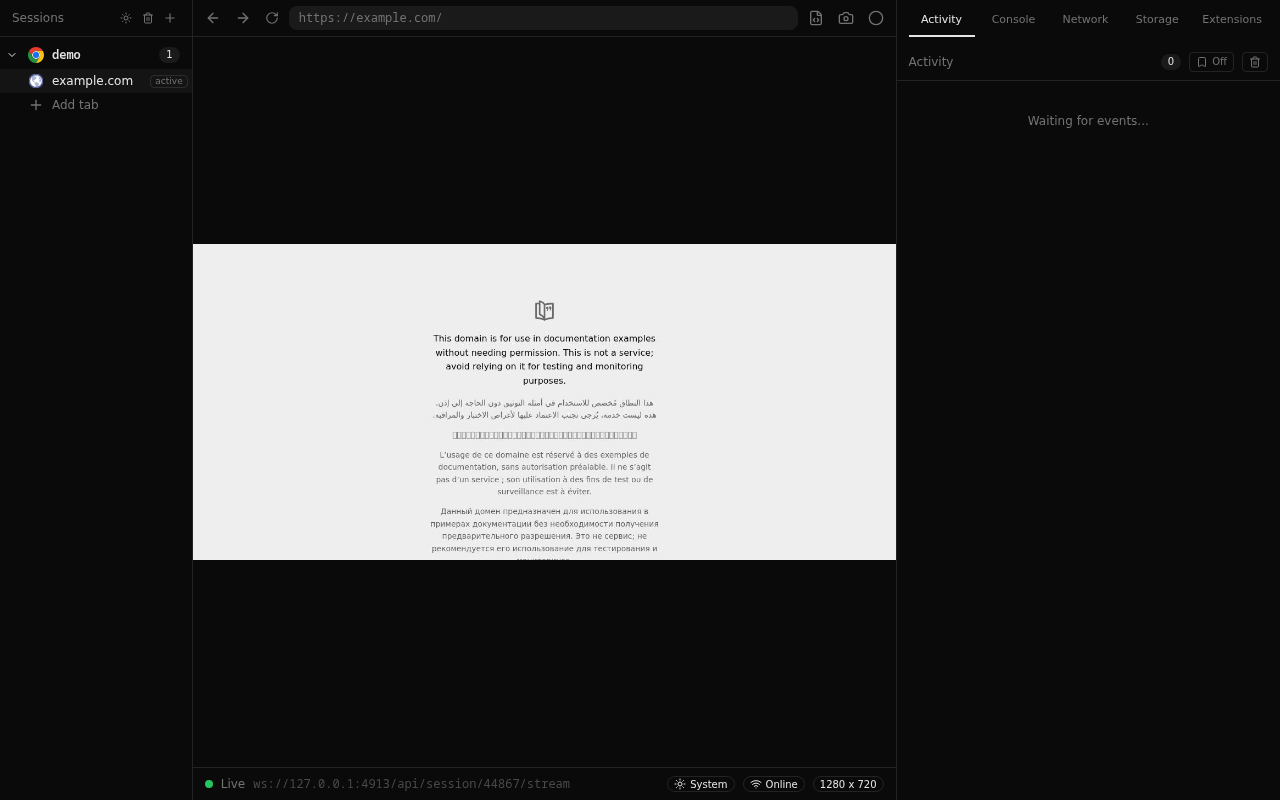 Sessions
https://example.com/
Activity
Console
Network
Storage
Extensions
demo
1
example.com
active
Add tab
Activity
0
Off
Waiting for events...
This domain is for use in documentation examples
without needing permission. This is not a service;
avoid relying on it for testing and monitoring
purposes.
هذا النطاق مُخصص للاستخدام في أمثلة التوثيق دون الحاجة إلى إذن.
هذه ليست خدمة، يُرجى تجنب الاعتماد عليها لأغراض الاختبار والمراقبة.
L'usage de ce domaine est réservé à des exemples de
documentation, sans autorisation préalable. Il ne s'agit
pas d'un service ; son utilisation à des fins de test ou de
surveillance est à éviter.
Данный домен предназначен для использования в
примерах документации без необходимости получения
предварительного разрешения. Это не сервис; не
рекомендуется его использование для тестирования и
Live
ws://127.0.0.1:4913/api/session/44867/stream
System
Online
1280 x 720